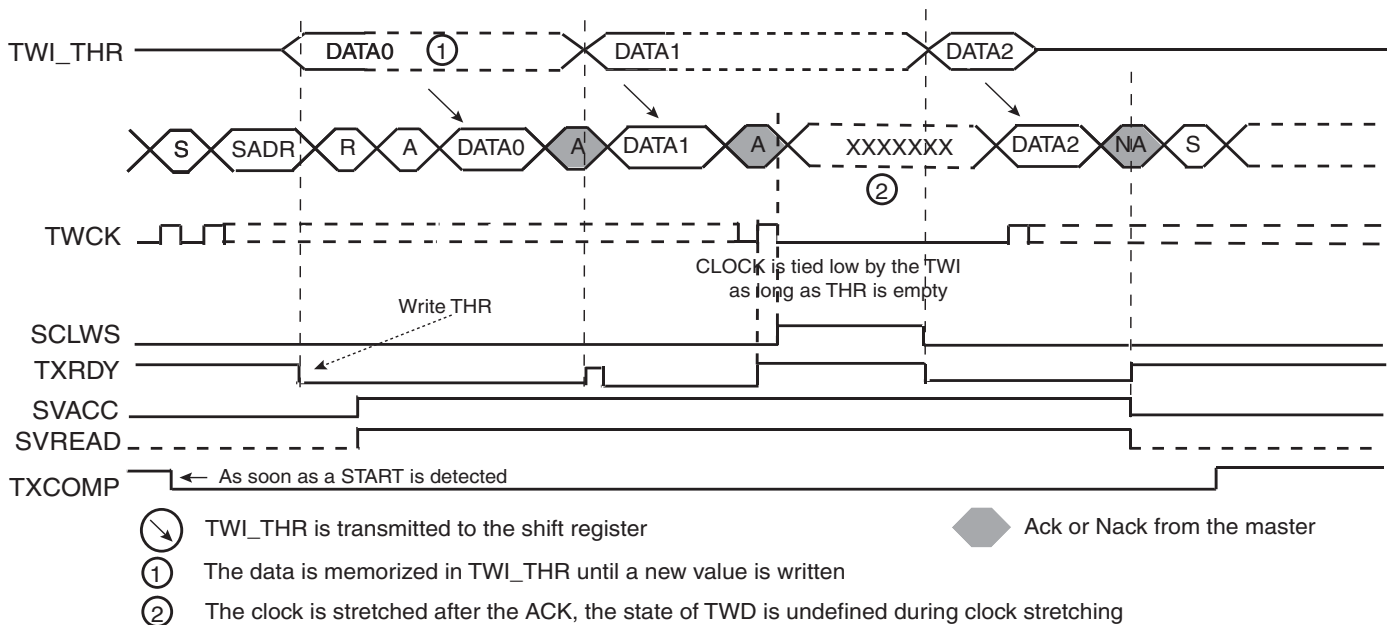 TWI_THR DATA0 1 DATA1 DATA2
S SADR R A DATA0 A DATA1 A XXXXXXX DATA2 NA S
2
TWCK
CLOCK is tied low by the TWI
as long as THR is empty
Write THR
SCLWS
TXRDY
SVACC
SVREAD
TXCOMP As soon as a START is detected
TWI_THR is transmitted to the shift register Ack or Nack from the master
1 The data is memorized in TWI_THR until a new value is written
2 The clock is stretched after the ACK, the state of TWD is undefined during clock stretching